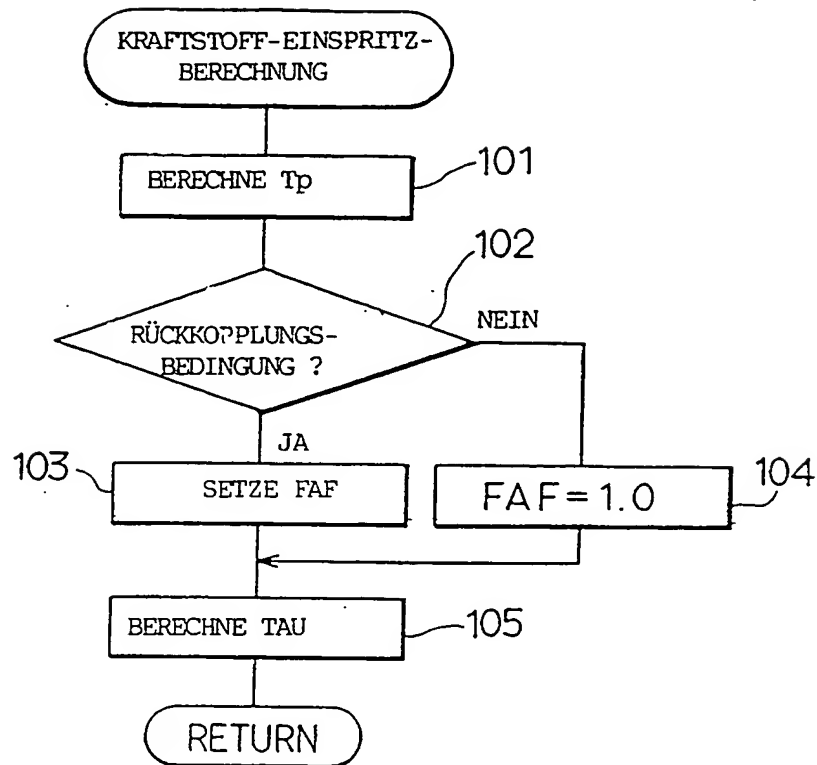 KRAFTSTOFF-EINSPRITZ-
BERECHNUNG
BERECHNE Tp
101
102
RÜCKKOPPLUNGS-
BEDINGUNG ?
NEIN
JA
103
SETZE FAF
FAF = 1.0
104
BERECHNE TAU
105
RETURN